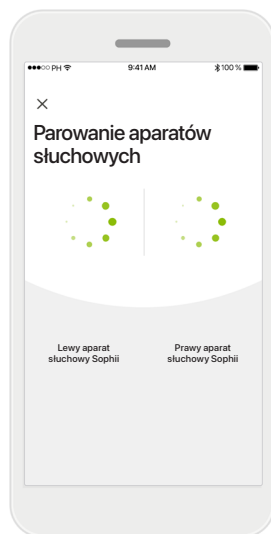 PH 9:41 AM 100 %
Parowanie aparatów
słuchowych
Lewy aparat
słuchowy Sophii
Prawy aparat
słuchowy Sophii